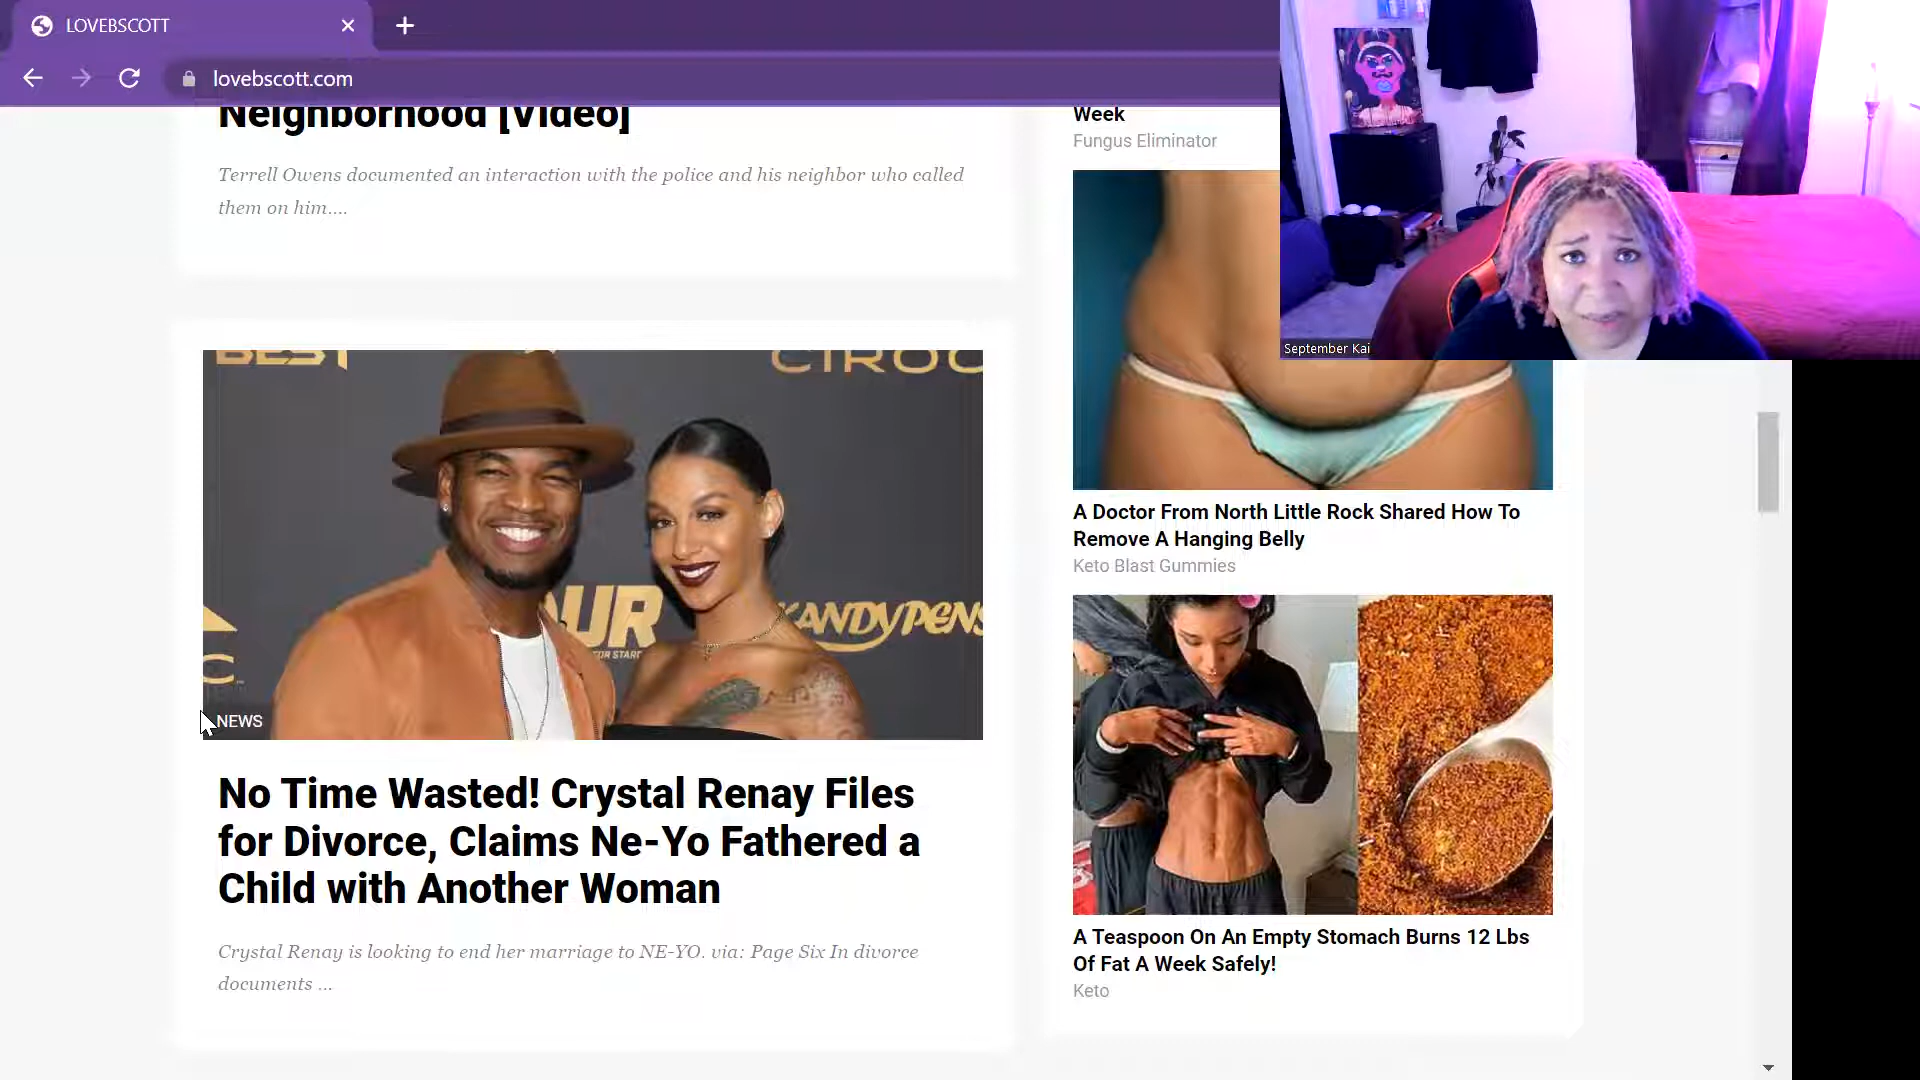 LOVEBSCOTT
lovebscott.com
Neighborhood [Video]
Terrell Owens documented an interaction with the police and his neighbor who called
them on him....
BEST
CIROC
UR
KANDYPENS
C
NEWS
No Time Wasted! Crystal Renay Files
for Divorce, Claims Ne-Yo Fathered a
Child with Another Woman
Crystal Renay is looking to end her marriage to NE-YO. via: Page Six In divorce
documents ...
Week
Fungus Eliminator
A Doctor From North Little Rock Shared How To
Remove A Hanging Belly
Keto Blast Gummies
A Teaspoon On An Empty Stomach Burns 12 Lbs
Of Fat A Week Safely!
Keto
September Kai